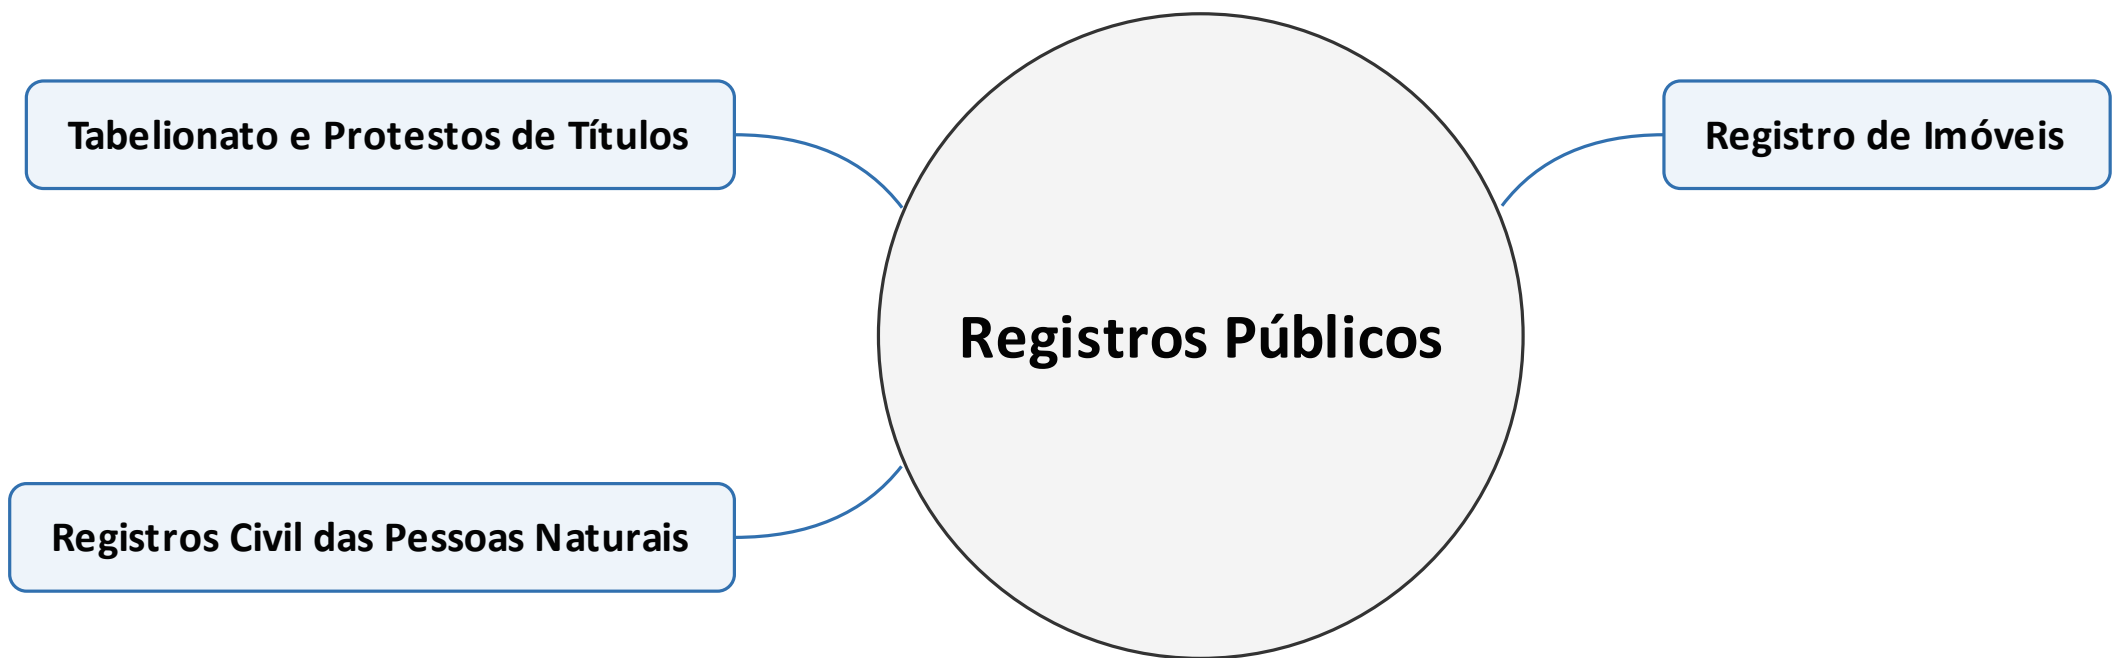 Tabelionato e Protestos de Títulos
Registro de Imóveis
Registros Públicos
Registros Civil das Pessoas Naturais